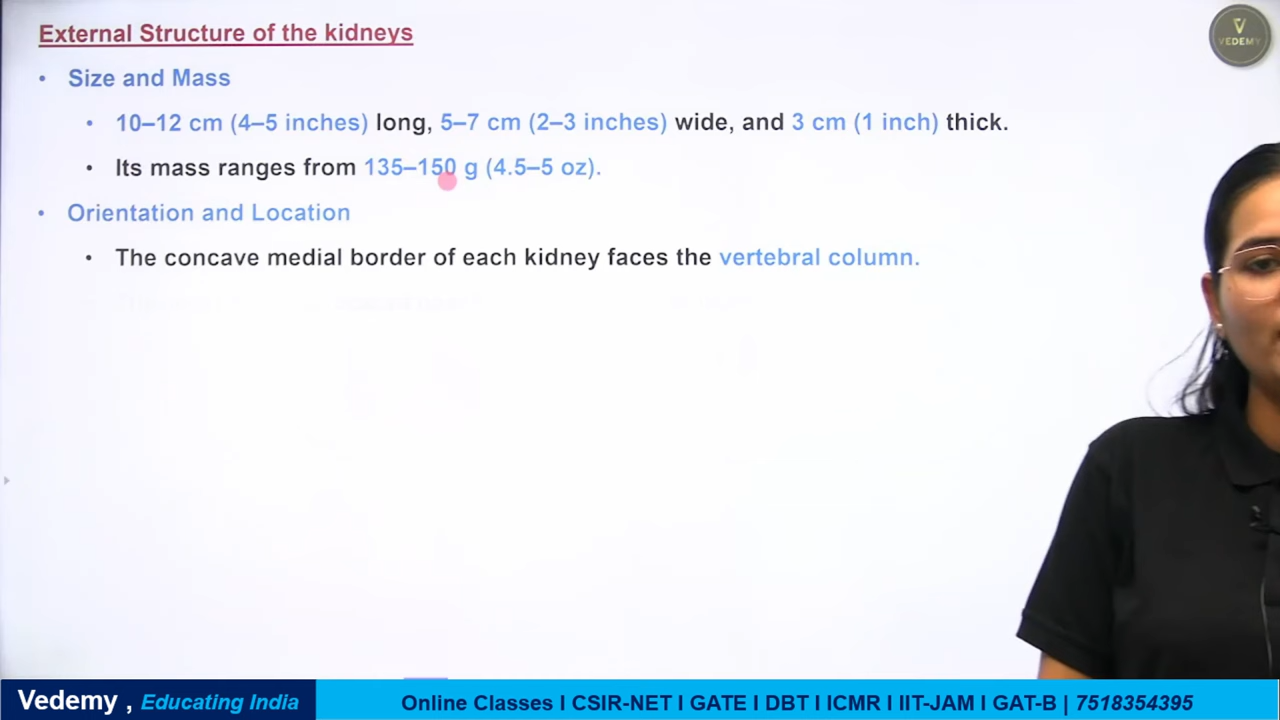 External Structure of the kidneys
V
VEDEMY
• Size and Mass
• 10–12 cm (4–5 inches) long, 5–7 cm (2–3 inches) wide, and 3 cm (1 inch) thick.
• Its mass ranges from 135–150 g (4.5–5 oz).
• Orientation and Location
• The concave medial border of each kidney faces the vertebral column.
Vedemy , Educating India
Online Classes I CSIR-NET I GATE I DBT I ICMR I IIT-JAM I GAT-B | 7518354395